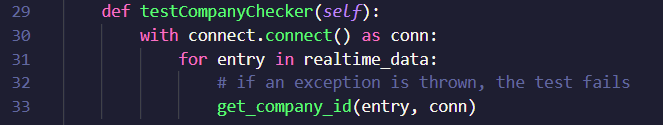 29 def testCompanyChecker(self):
30 with connect.connect() as conn:
31 for entry in realtime_data:
32 # if an exception is thrown, the test fails
33 get_company_id(entry, conn)